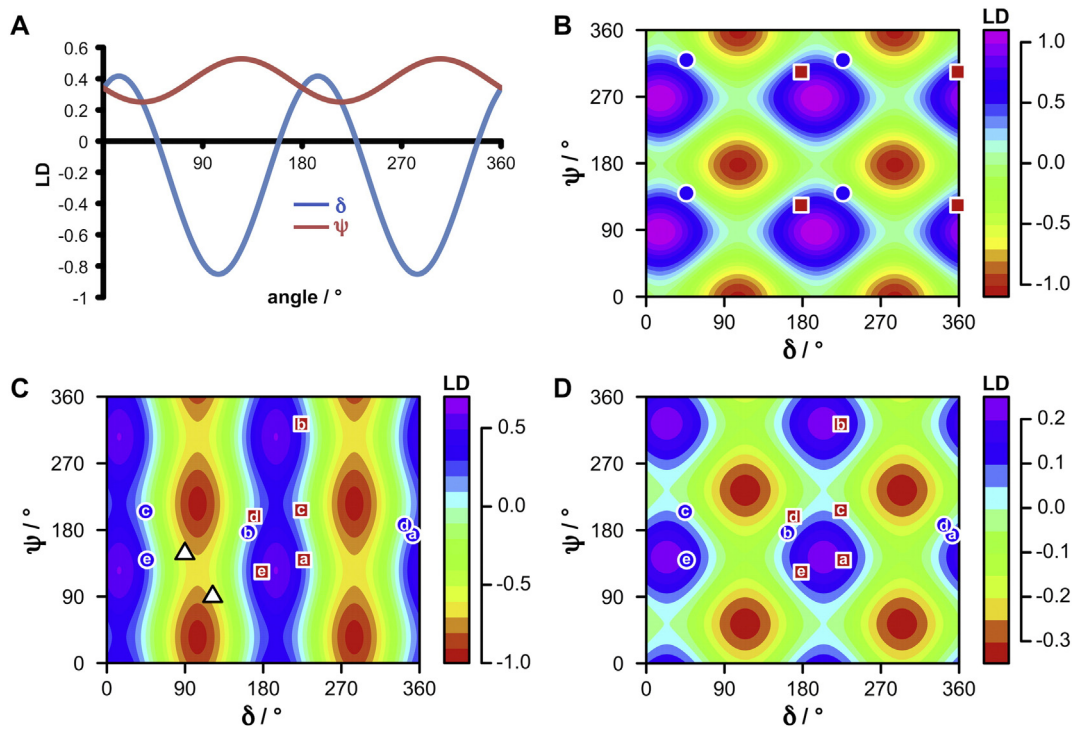 A
0.6
0.4
0.2
0
-0.2
-0.4
-0.6
-0.8
-1
LD
90 180 270 360
δ
ψ
angle / °
B
LD
360
270
180
90
0
ψ / °
0 90 180 270 360
δ / °
1.0
0.5
0.0
-0.5
-1.0
C
LD
360
270
180
90
0
ψ / °
0 90 180 270 360
δ / °
b
c d c d
b a
e a
e
0.5
0.0
-0.5
-1.0
D
LD
360
270
180
90
0
ψ / °
0 90 180 270 360
δ / °
b
c d c d
b a
e a
e
0.2
0.1
0.0
-0.1
-0.2
-0.3